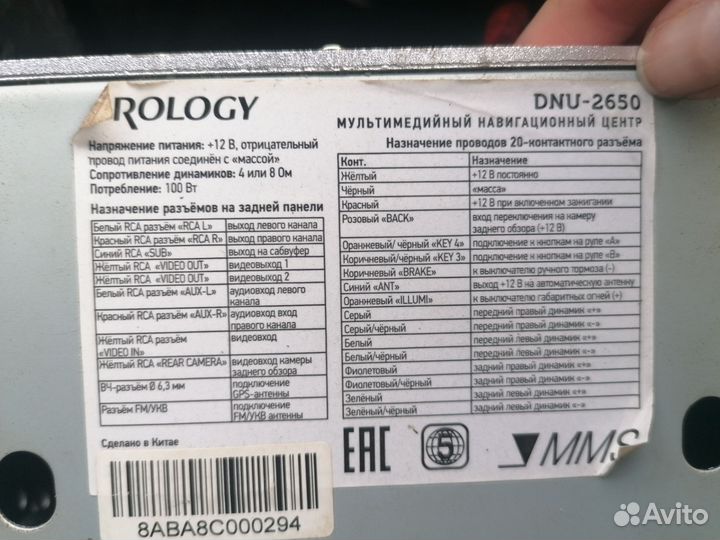 ROLOGY
DNU-2650
МУЛЬТИМЕДИЙНЫЙ НАВИГАЦИОННЫЙ ЦЕНТР
Напряжение питания: +12 В, отрицательный
провод питания соединён с «массой»
Сопротивление динамиков: 4 или 8 Ом
Потребление: 100 Вт
Назначение разъёмов на задней панели
Белый RCA разъём «RCA L» выход левого канала
Красный RCA разъём «RCA R» выход правого канала
Синий RCA «SUB» выход на сабвуфер
Жёлтый RCA «VIDEO OUT» видеовыход 1
Жёлтый RCA «VIDEO OUT» видеовыход 2
Белый RCA разъём «AUX-L» аудиовход левого
канала
Красный RCA разъём «AUX-R» аудиовход вход
правого канала
Жёлтый RCA разъём видеовход
«VIDEO IN»
Жёлтый RCA «REAR CAMERA» видеовход камеры
заднего обзора
ВЧ-разъём Ø 6,3 мм подключение
GPS-антенны
Разъём FM/УКВ подключение
FM/УКВ антенны
Сделано в Китае
8ABA8C000294
Назначение проводов 20-контактного разъёма
Конт. Назначение
Жёлтый +12 В постоянно
Чёрный «масса»
Красный +12 В при включенном зажигании
Розовый «BACK» вход переключения на камеру
заднего обзора (+12 В)
Оранжевый/ чёрный «KEY 4» подключение к кнопкам на руле «A»
Коричневый/чёрный «KEY 3» подключение к кнопкам на руле «B»
Коричневый «BRAKE» к выключателю ручного тормоза (-)
Синий «ANT» выход +12 В на автоматическую антенну
Оранжевый «ILLUMI» к выключателю габаритных огней (+)
Серый передний правый динамик «+»
Серый/чёрный передний правый динамик «-»
Белый передний левый динамик «+»
Белый/чёрный передний левый динамик «-»
Фиолетовый задний правый динамик «+»
Фиолетовый/чёрный задний правый динамик «-»
Зелёный задний левый динамик «+»
Зелёный/чёрный задний левый динамик «-»
EAC
5
MMS
Avito